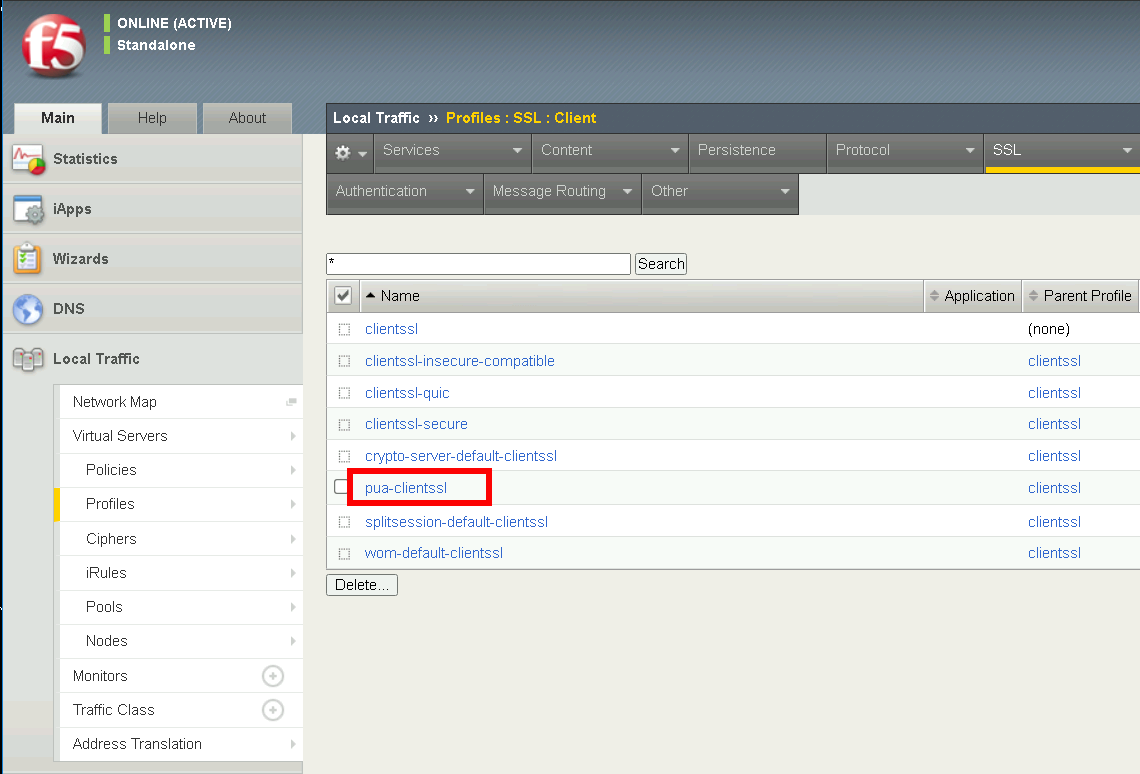 f5
ONLINE (ACTIVE)
Standalone
Main Help About
Local Traffic ›› Profiles : SSL : Client
Services Content Persistence Protocol SSL
Authentication Message Routing Other
Statistics
iApps
Wizards
DNS
Local Traffic
Network Map
Virtual Servers
Policies
Profiles
Ciphers
iRules
Pools
Nodes
Monitors
Traffic Class
Address Translation
* Search
Name Application Parent Profile
clientssl (none)
clientssl-insecure-compatible clientssl
clientssl-quic clientssl
clientssl-secure clientssl
crypto-server-default-clientssl clientssl
pua-clientssl clientssl
splitsession-default-clientssl clientssl
wom-default-clientssl clientssl
Delete...